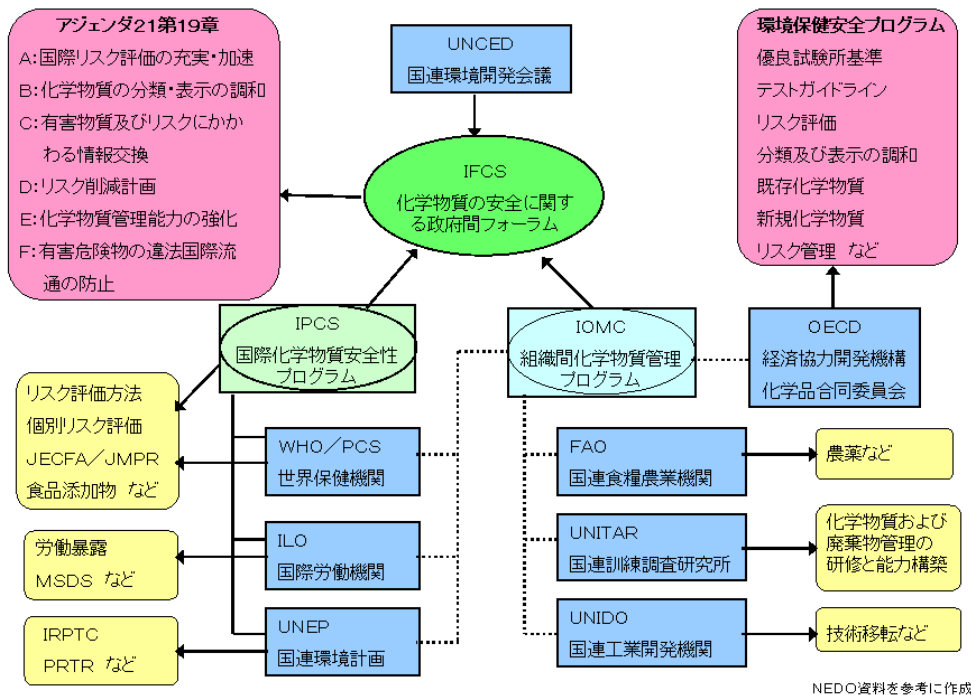 アジェンダ21第19章
A:国際リスク評価の充実・加速
B:化学物質の分類・表示の調和
C:有害物質及びリスクにかか
わる情報交換
D:リスク削減計画
E:化学物質管理能力の強化
F:有害危険物の違法国際流
通の防止
UNCED
国連環境開発会議
環境保健安全プログラム
優良試験所基準
テストガイドライン
リスク評価
分類及び表示の調和
既存化学物質
新規化学物質
リスク管理 など
IFCS
化学物質の安全に関す
る政府間フォーラム
IPCS
国際化学物質安全性
プログラム
IOMC
組織間化学物質管理
プログラム
OECD
経済協力開発機構
化学品合同委員会
リスク評価方法
個別リスク評価
JECFA/JMPR
食品添加物 など
WHO/PCS
世界保健機関
FAO
国連食糧農業機関
農薬など
労働暴露
MSDS など
ILO
国際労働機関
UNITAR
国連訓練調査研究所
化学物質および
廃棄物管理の
研修と能力構築
IRPTC
PRTR など
UNEP
国連環境計画
UNIDO
国連工業開発機関
技術移転など
NEDO資料を参考に作成